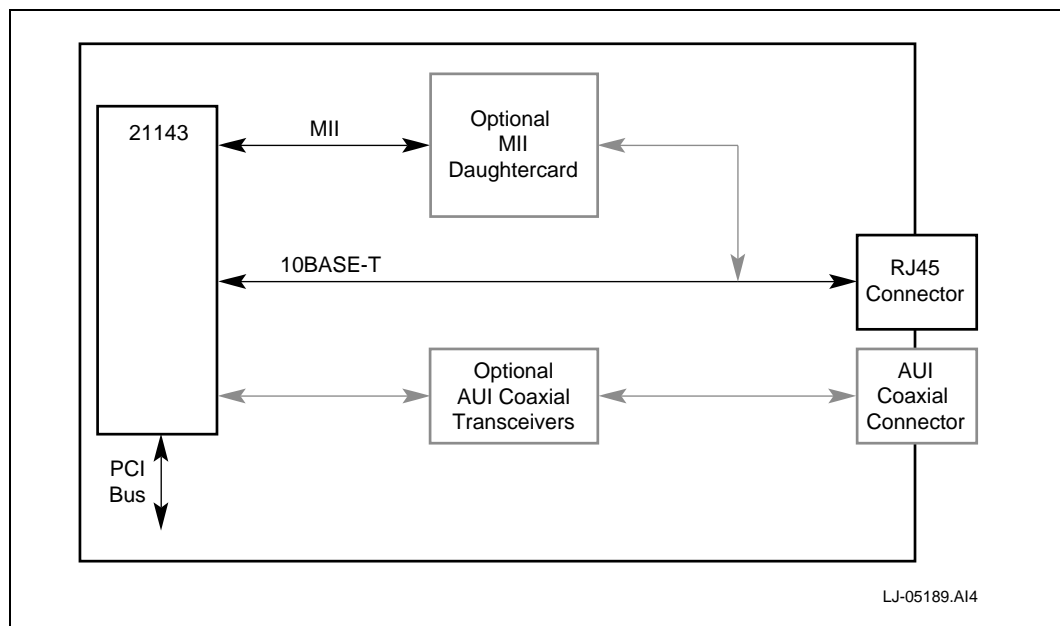 21143
MII
Optional
MII
Daughtercard
10BASE-T
RJ45
Connector
Optional
AUI Coaxial
Transceivers
AUI
Coaxial
Connector
PCI
Bus
LJ-05189.AI4